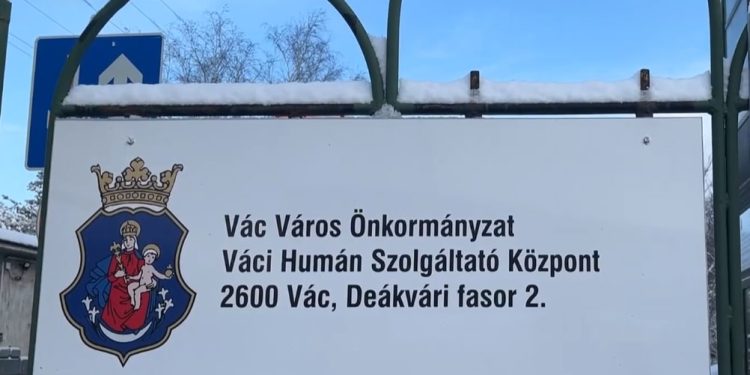 Vác Város Önkormányzat
Váci Humán Szolgáltató Központ
2600 Vác, Deákvári fasor 2.